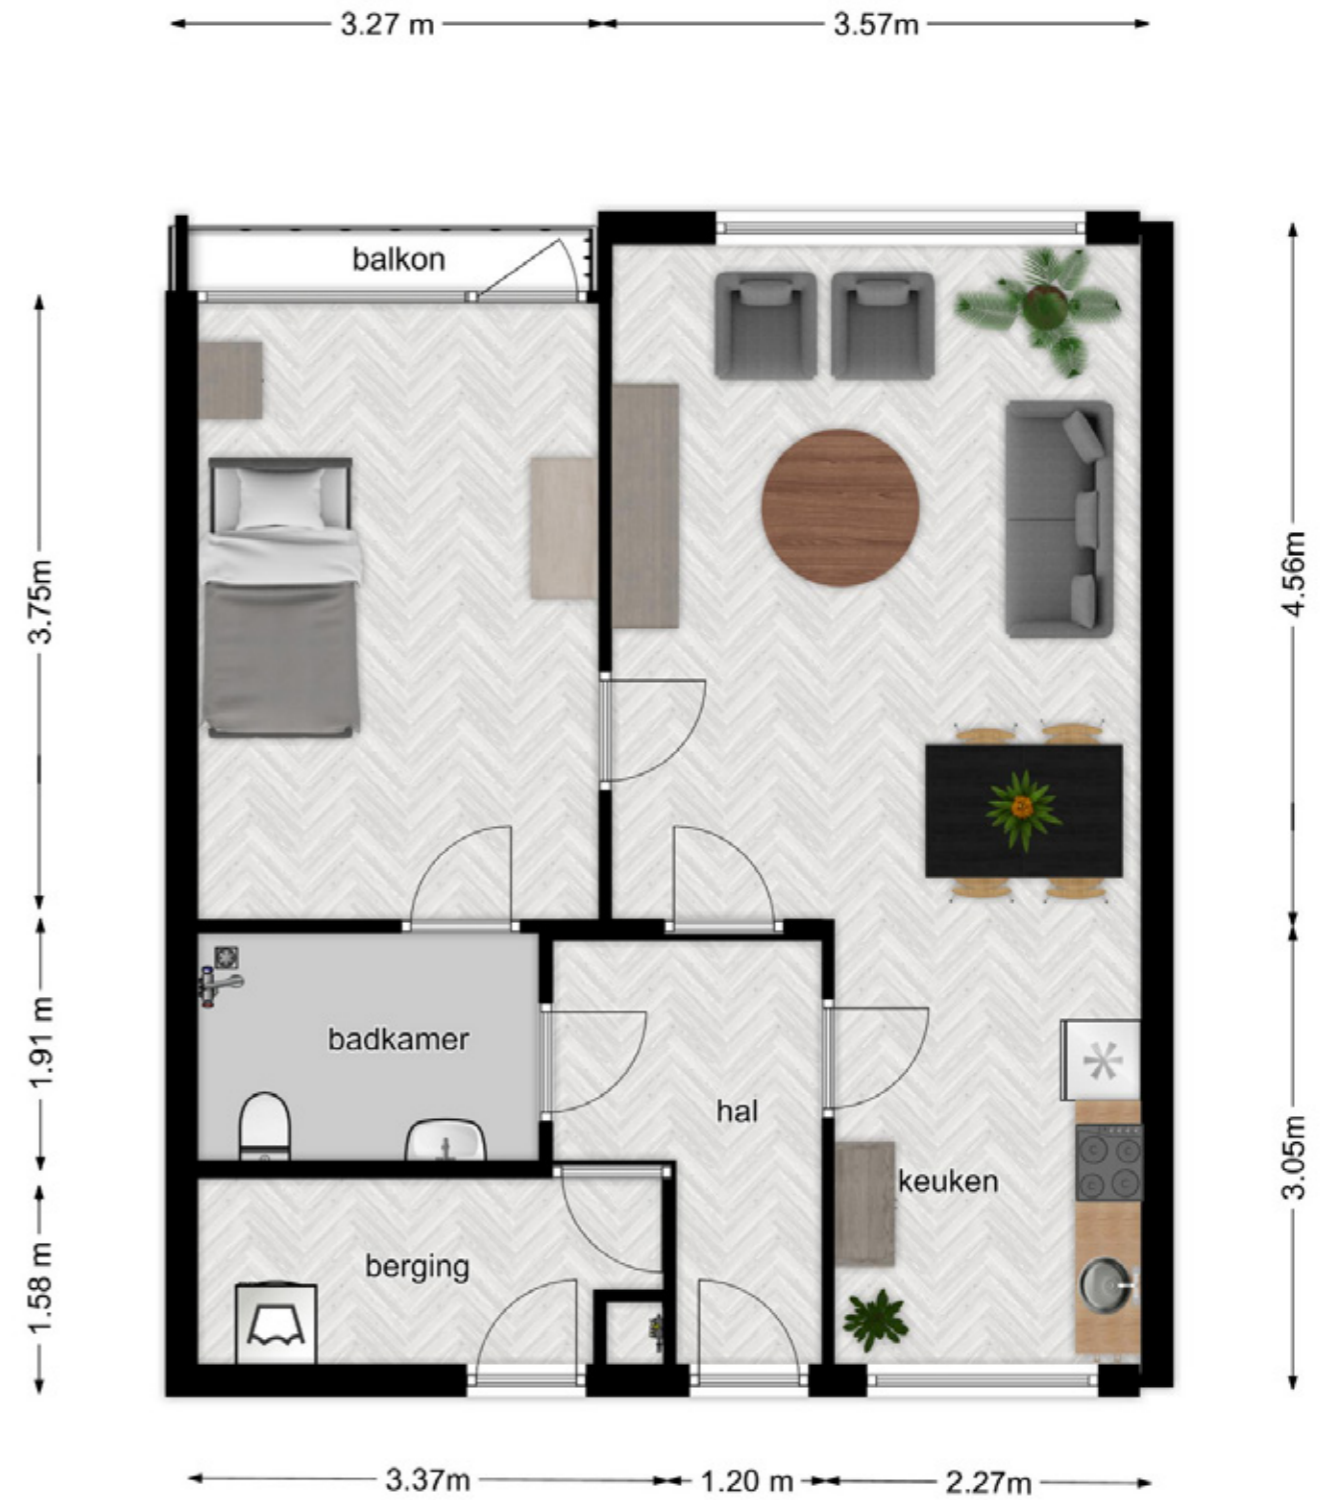 3.27 m
3.57m
balkon
3.75m
4.56m
badkamer
1.91 m
hal
keuken
3.05m
berging
1.58 m
3.37m
1.20 m
2.27m